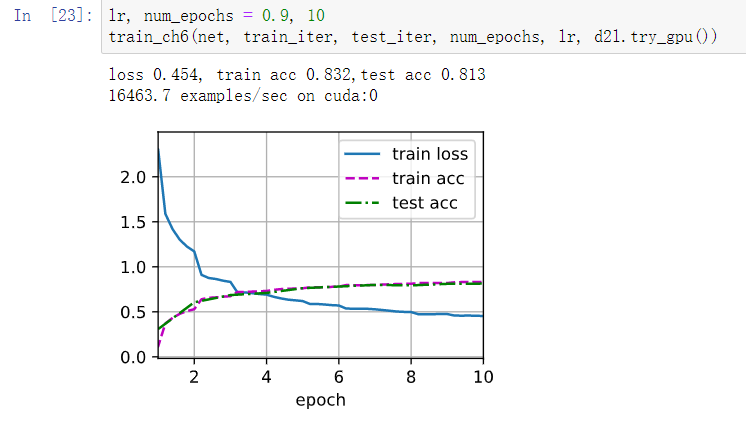 In [23]: lr, num_epochs = 0.9, 10
train_ch6(net, train_iter, test_iter, num_epochs, lr, d2l.try_gpu())
loss 0.454, train acc 0.832, test acc 0.813
16463.7 examples/sec on cuda:0
train loss
train acc
test acc
2.0
1.5
1.0
0.5
0.0
2 4 6 8 10
epoch